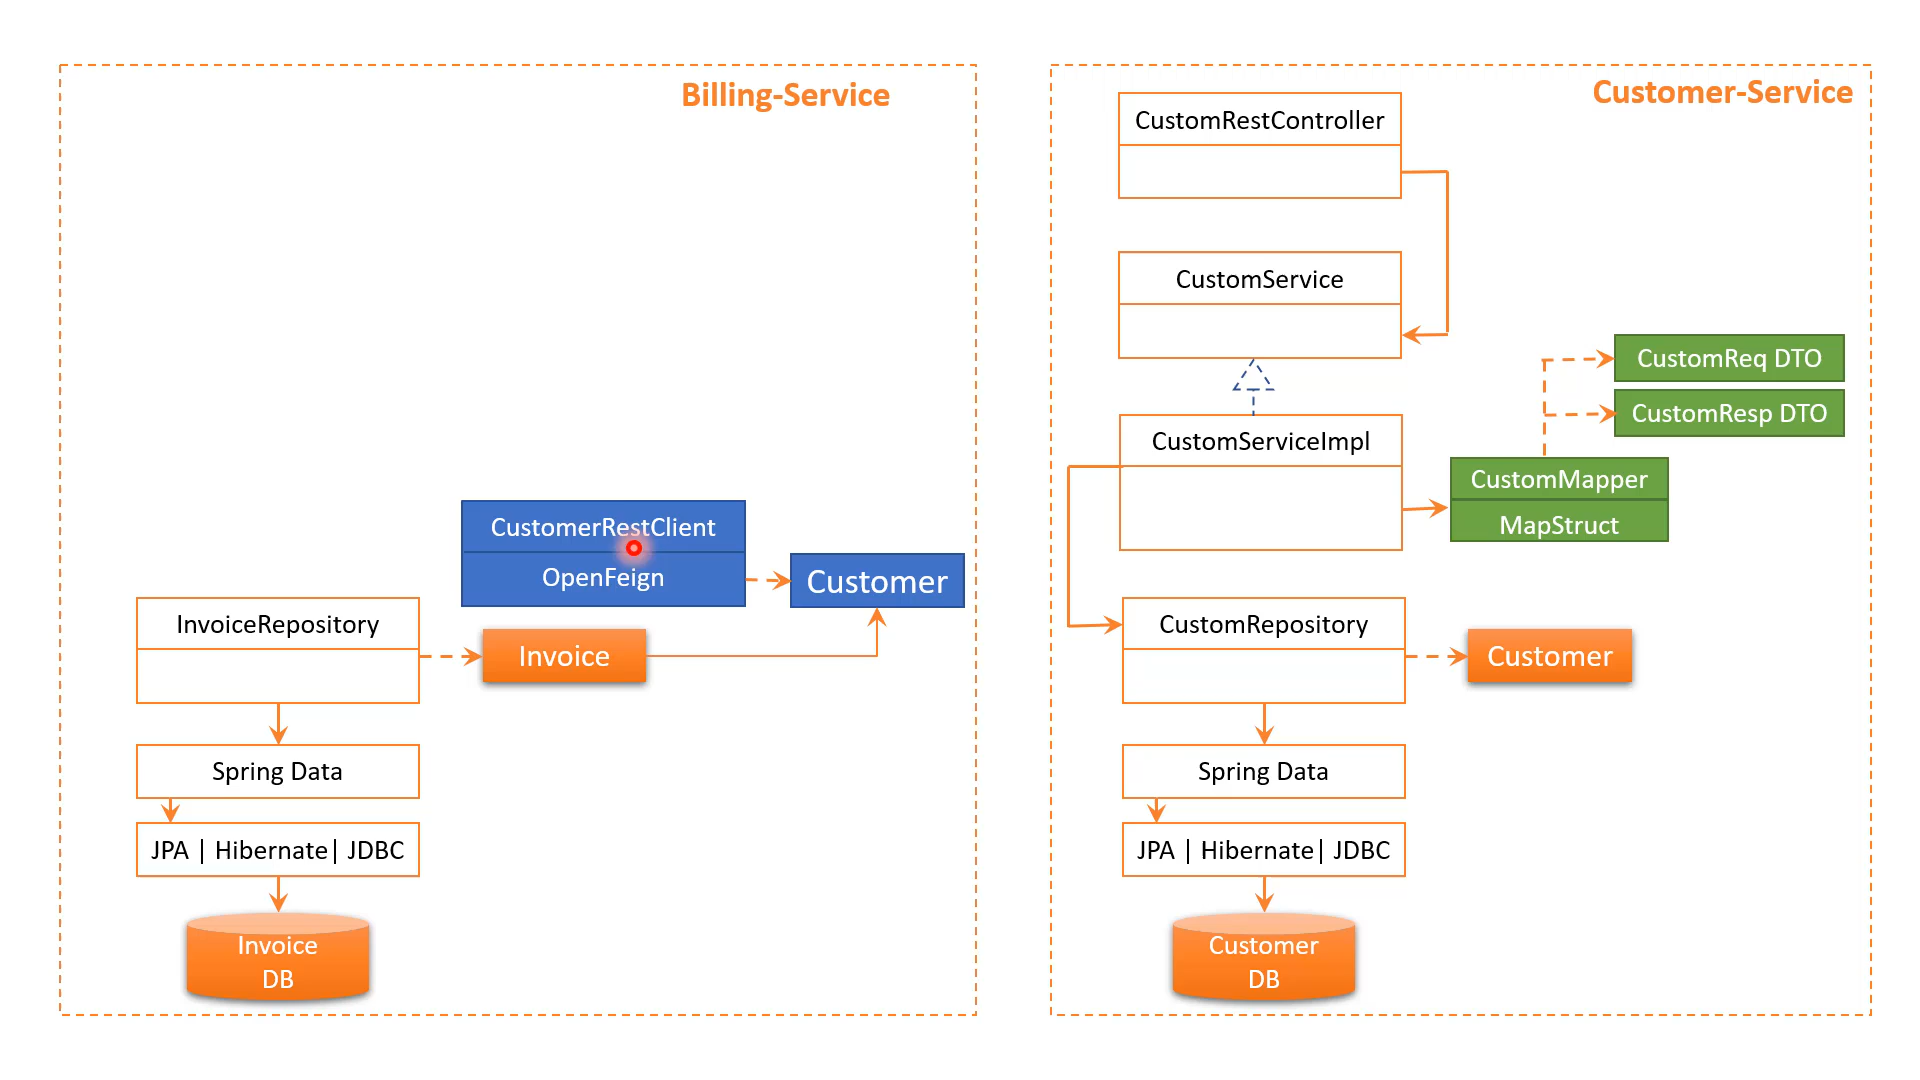 Billing-Service
CustomerRestClient
OpenFeign
Customer
InvoiceRepository
Invoice
Spring Data
JPA | Hibernate| JDBC
Invoice
DB
Customer-Service
CustomRestController
CustomService
CustomReq DTO
CustomResp DTO
CustomServiceImpl
CustomMapper
MapStruct
CustomRepository
Customer
Spring Data
JPA | Hibernate| JDBC
Customer
DB